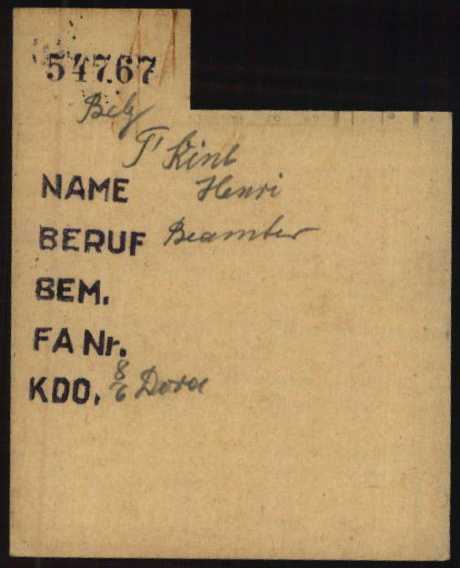 54767
Belg
T'Kint
NAME Henri
BERUF Beamter
BEM.
FA Nr.
KDO. 8/6 Dora